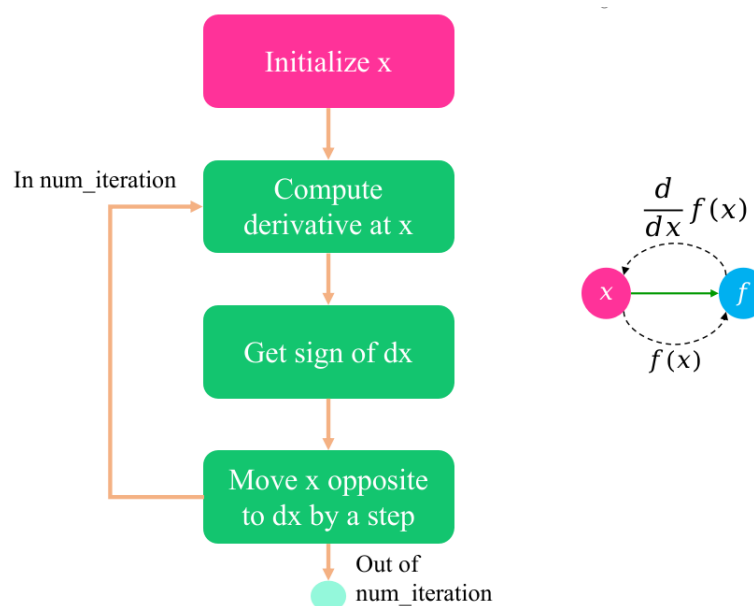 Initialize x
In num_iteration
Compute
derivative at x
Get sign of dx
Move x opposite
to dx by a step
Out of
num_iteration
d
dx
f(x)
x
f
f(x)